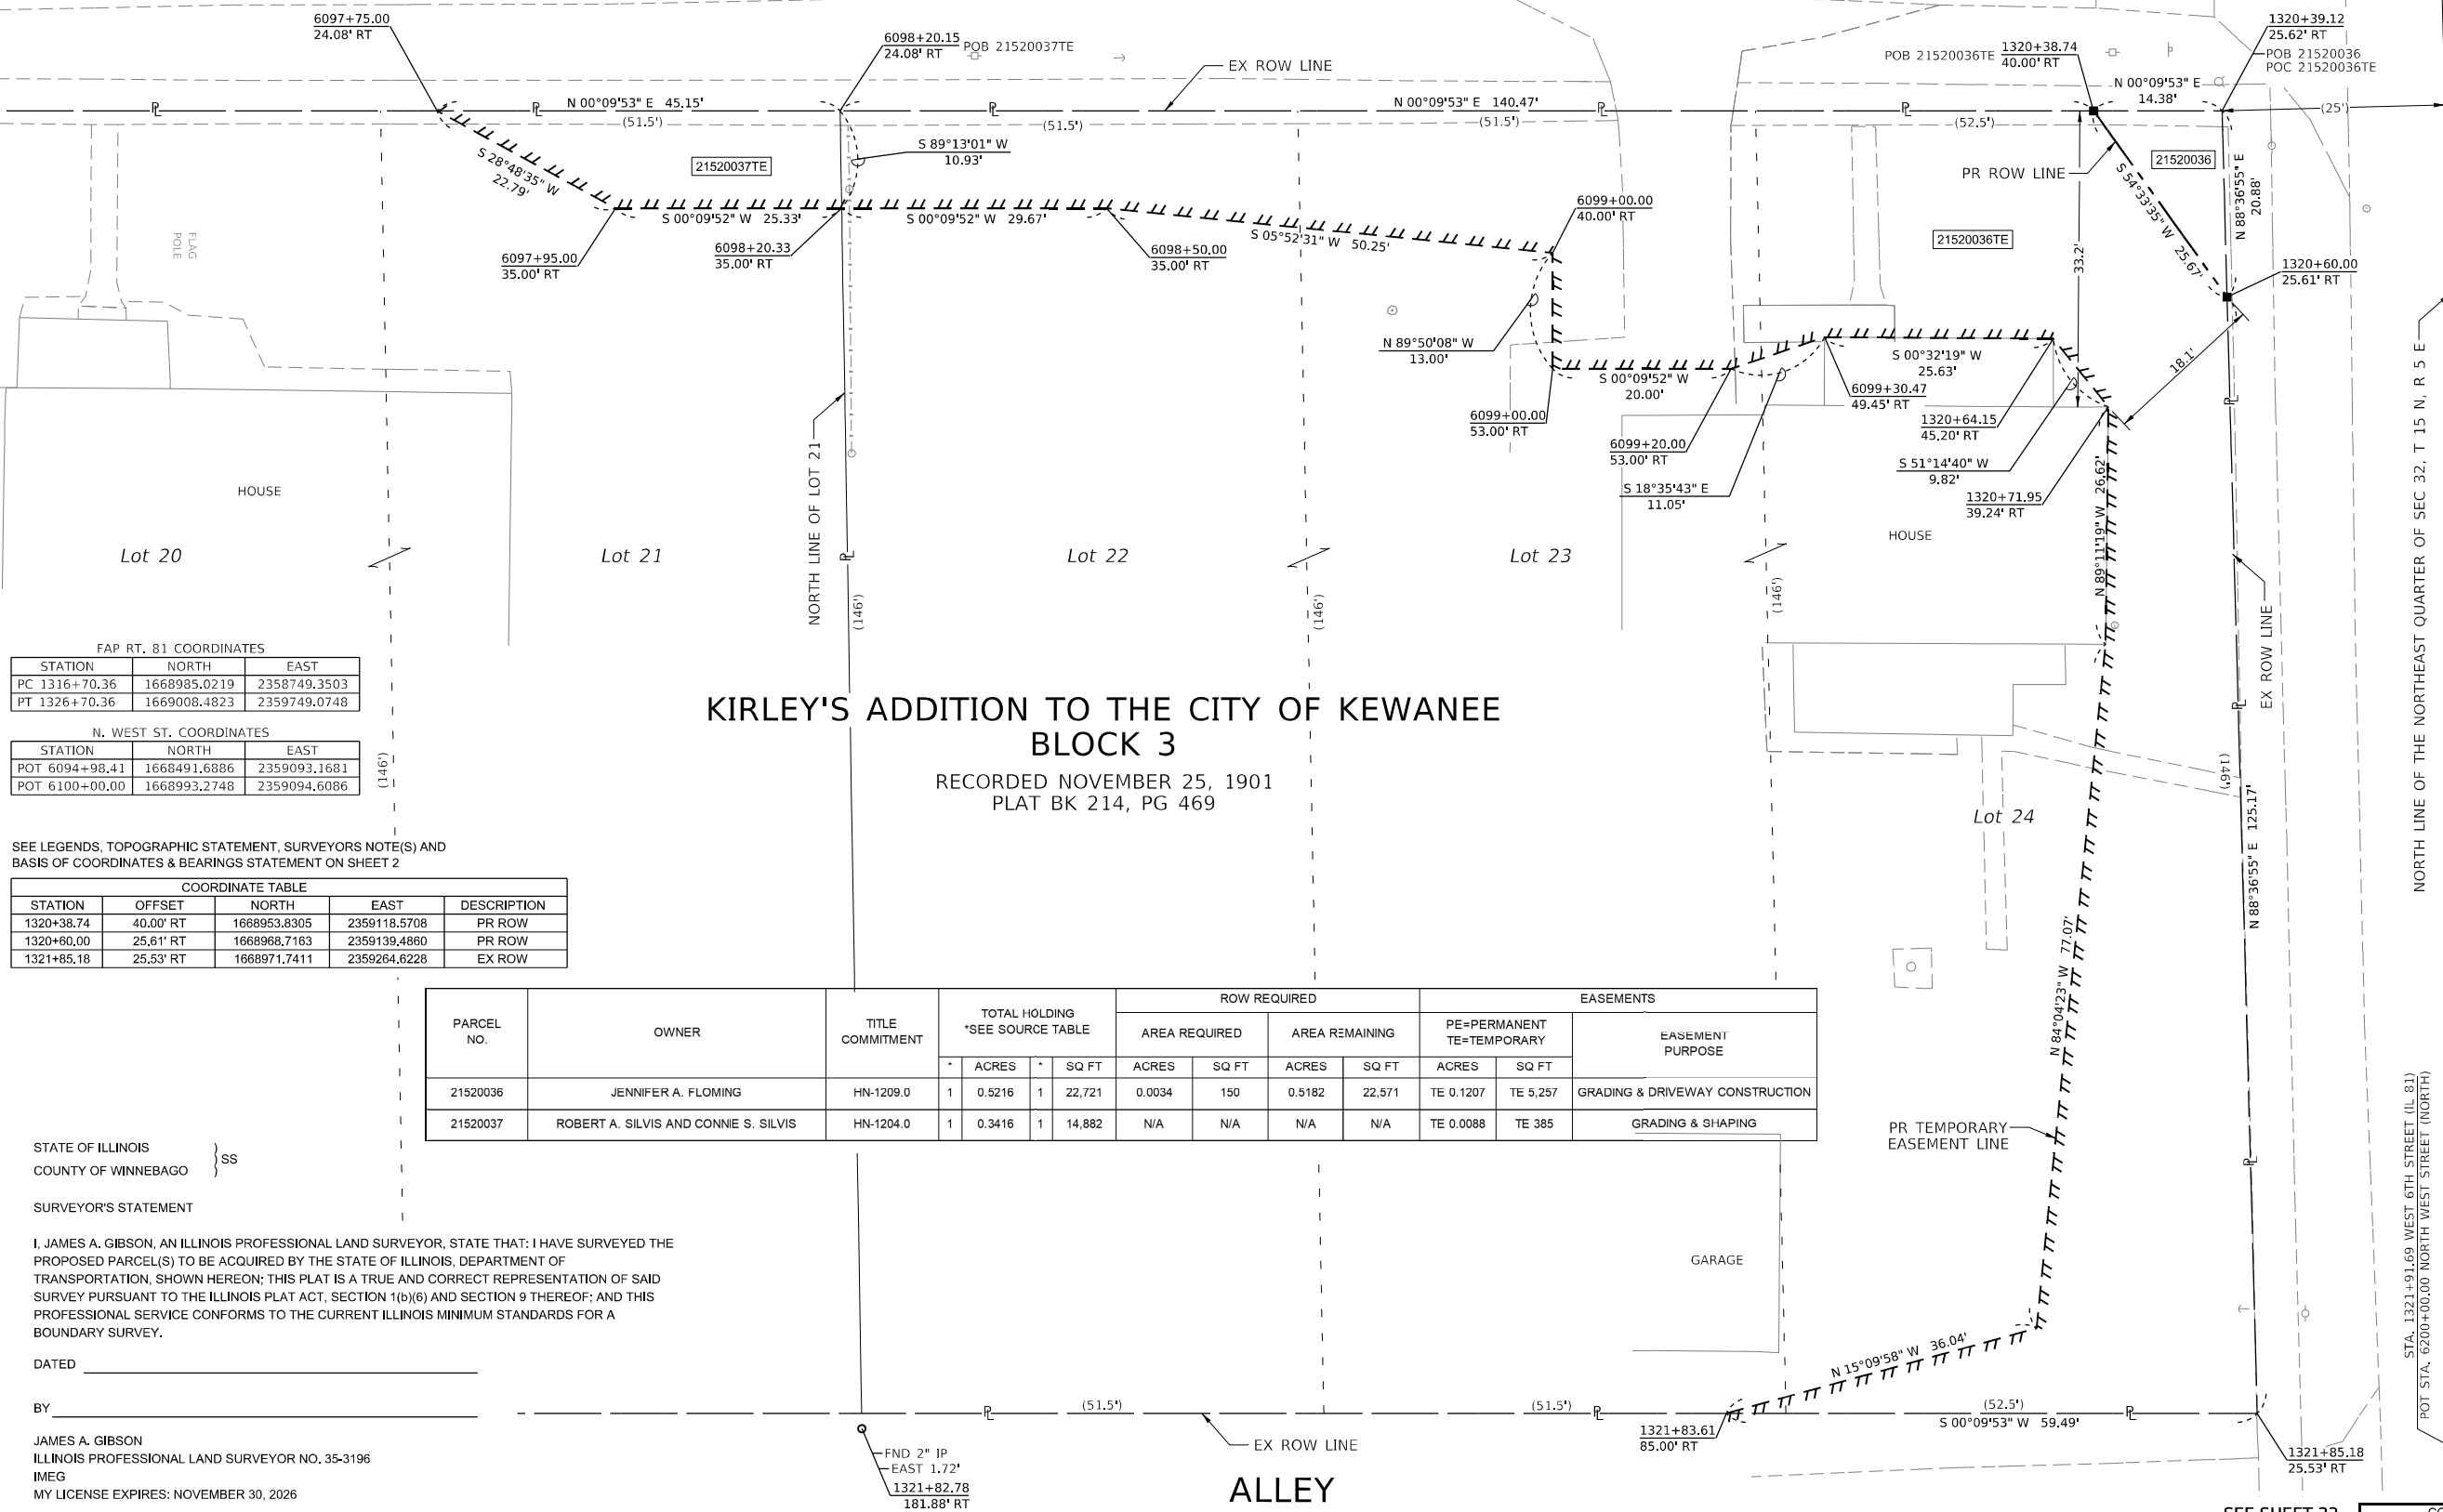 6097+75.00
24.08' RT
6098+20.15
24.08' RT
POB 21520037TE
EX ROW LINE
POB 21520036TE
1320+38.74
40.00' RT
1320+39.12
25.62' RT
POB 21520036
POC 21520036TE
N 00°09'53" E 45.15'
(51.5')
(51.5')
N 00°09'53" E 140.47'
(51.5')
(52.5')
N 00°09'53" E
14.38'
(25')
S 28°48'35" W
22.79'
21520037TE
S 89°13'01" W
10.93'
PR ROW LINE
21520036
S 54°33'35" W 25.67'
N 88°36'55" E
20.88'
FLAG
POLE
S 00°09'52" W 25.33'
S 00°09'52" W 29.67'
S 05°52'31" W 50.25'
6099+00.00
40.00' RT
21520036TE
33.2'
6097+95.00
35.00' RT
6098+20.33
35.00' RT
6098+50.00
35.00' RT
1320+60.00
25.61' RT
N 89°50'08" W
13.00'
S 00°09'52" W
20.00'
S 00°32'19" W
25.63'
18.1'
6099+00.00
53.00' RT
6099+20.00
53.00' RT
6099+30.47
49.45' RT
1320+64.15
45.20' RT
S 51°14'40" W
9.82'
S 18°35'43" E
11.05'
1320+71.95
39.24' RT
N 89°11'19" W 26.62'
HOUSE
NORTH LINE OF LOT 21
HOUSE
NORTH LINE OF THE NORTHEAST QUARTER OF SEC 32, T 15 N, R 5 E
Lot 20
Lot 21
Lot 22
Lot 23
(146')
(146')
(146')
EX ROW LINE
FAP RT. 81 COORDINATES
STATION NORTH EAST
PC 1316+70.36 1668985.0219 2358749.3503
PT 1326+70.36 1669008.4823 2359749.0748
N. WEST ST. COORDINATES
STATION NORTH EAST
POT 6094+98.41 1668491.6886 2359093.1681
POT 6100+00.00 1668993.2748 2359094.6086
(146')
KIRLEY'S ADDITION TO THE CITY OF KEWANEE
BLOCK 3
RECORDED NOVEMBER 25, 1901
PLAT BK 214, PG 469
(146')
Lot 24
N 88°36'55" E 125.17'
SEE LEGENDS, TOPOGRAPHIC STATEMENT, SURVEYORS NOTE(S) AND
BASIS OF COORDINATES & BEARINGS STATEMENT ON SHEET 2
COORDINATE TABLE
STATION OFFSET NORTH EAST DESCRIPTION
1320+38.74 40.00' RT 1668953.8305 2359118.5708 PR ROW
1320+60.00 25.61' RT 1668968.7163 2359139.4860 PR ROW
1321+85.18 25.53' RT 1668971.7411 2359264.6228 EX ROW
N 84°04'23" W 77.07'
PARCEL
NO.
OWNER
TITLE
COMMITMENT
TOTAL HOLDING
*SEE SOURCE TABLE
ROW REQUIRED
EASEMENTS
AREA REQUIRED
AREA REMAINING
PE=PERMANENT
TE=TEMPORARY
EASEMENT
PURPOSE
* ACRES * SQ FT ACRES SQ FT ACRES SQ FT ACRES SQ FT
21520036 JENNIFER A. FLOMING HN-1209.0 1 0.5216 1 22,721 0.0034 150 0.5182 22,571 TE 0.1207 TE 5,257 GRADING & DRIVEWAY CONSTRUCTION
21520037 ROBERT A. SILVIS AND CONNIE S. SILVIS HN-1204.0 1 0.3416 1 14,882 N/A N/A N/A N/A TE 0.0088 TE 385 GRADING & SHAPING
PR TEMPORARY
EASEMENT LINE
STATE OF ILLINOIS
COUNTY OF WINNEBAGO
SS
SURVEYOR'S STATEMENT
I, JAMES A. GIBSON, AN ILLINOIS PROFESSIONAL LAND SURVEYOR, STATE THAT: I HAVE SURVEYED THE
PROPOSED PARCEL(S) TO BE ACQUIRED BY THE STATE OF ILLINOIS, DEPARTMENT OF
TRANSPORTATION, SHOWN HEREON; THIS PLAT IS A TRUE AND CORRECT REPRESENTATION OF SAID
SURVEY PURSUANT TO THE ILLINOIS PLAT ACT, SECTION 1(b)(6) AND SECTION 9 THEREOF; AND THIS
PROFESSIONAL SERVICE CONFORMS TO THE CURRENT ILLINOIS MINIMUM STANDARDS FOR A
BOUNDARY SURVEY.
DATED
BY
JAMES A. GIBSON
ILLINOIS PROFESSIONAL LAND SURVEYOR NO. 35-3196
IMEG
MY LICENSE EXPIRES: NOVEMBER 30, 2026
GARAGE
STA. 1321+91.69 WEST 6TH STREET (IL 81)
POT STA. 6200+00.00 NORTH WEST STREET (NORTH)
N 15°09'58" W 36.04'
(51.5')
(51.5')
(52.5')
S 00°09'53" W 59.49'
1321+83.61
85.00' RT
EX ROW LINE
FND 2" IP
EAST 1.72'
1321+82.78
181.88' RT
ALLEY
1321+85.18
25.53' RT